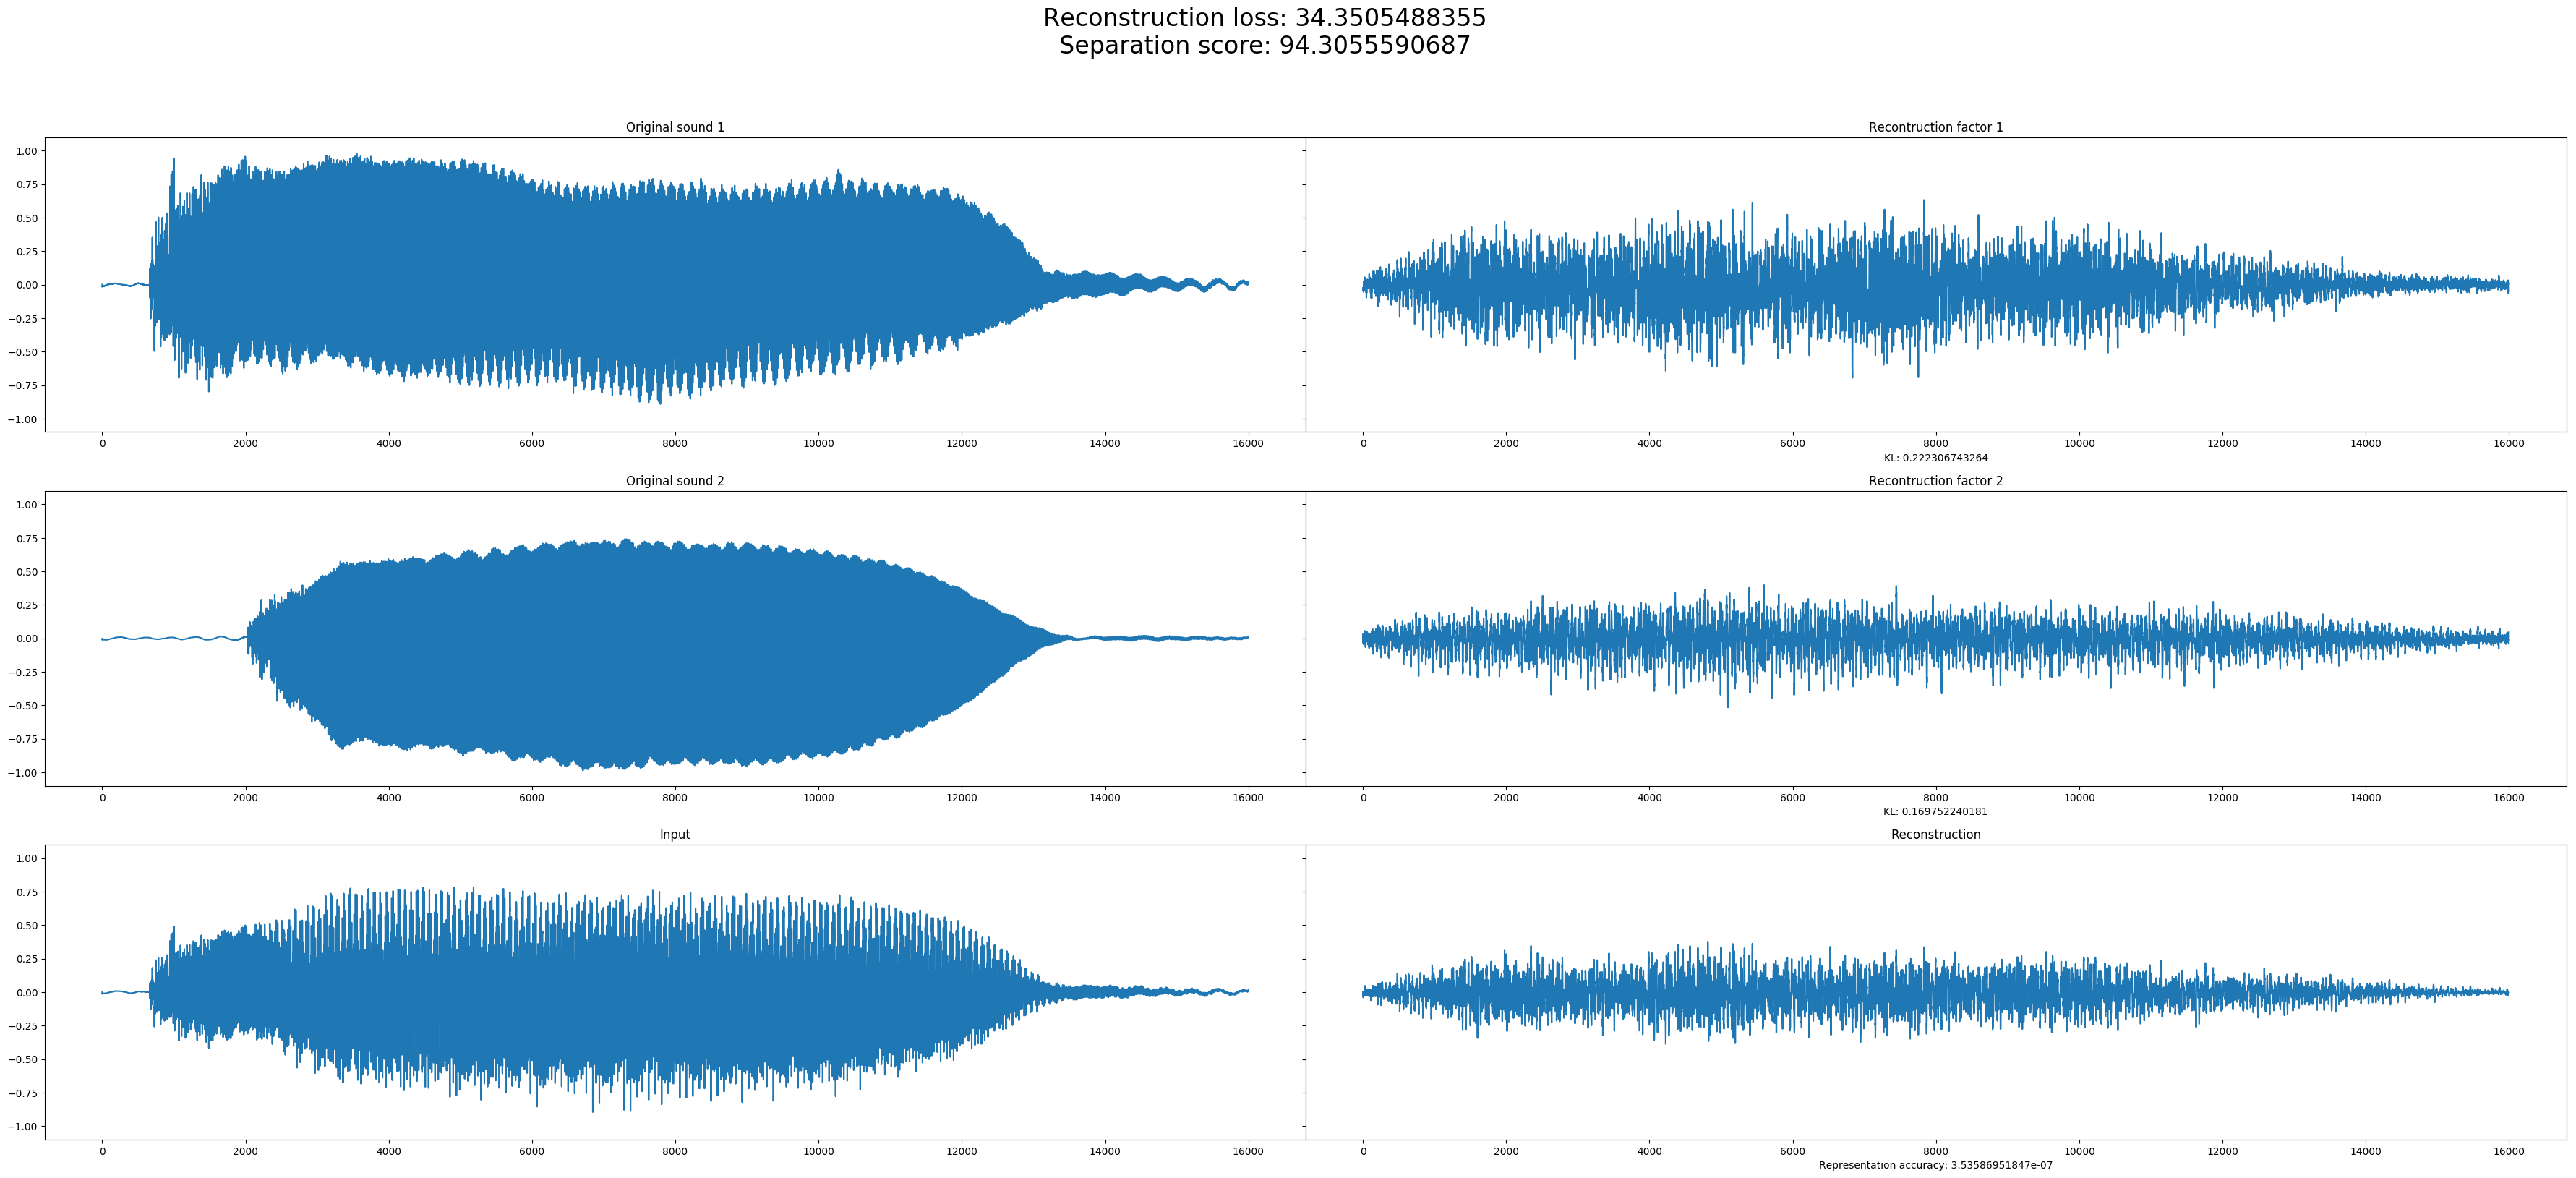 Reconstruction loss: 34.3505488355
Separation score: 94.3055590687
Original sound 1
Recontruction factor 1
1.00
0.75
0.50
0.25
0.00
−0.25
−0.50
−0.75
−1.00
0 2000 4000 6000 8000 10000 12000 14000 16000
0 2000 4000 6000 8000 10000 12000 14000 16000
KL: 0.222306743264
Original sound 2
Recontruction factor 2
1.00
0.75
0.50
0.25
0.00
−0.25
−0.50
−0.75
−1.00
0 2000 4000 6000 8000 10000 12000 14000 16000
0 2000 4000 6000 8000 10000 12000 14000 16000
KL: 0.169752240181
Input
Reconstruction
1.00
0.75
0.50
0.25
0.00
−0.25
−0.50
−0.75
−1.00
0 2000 4000 6000 8000 10000 12000 14000 16000
0 2000 4000 6000 8000 10000 12000 14000 16000
Representation accuracy: 3.53586951847e-07